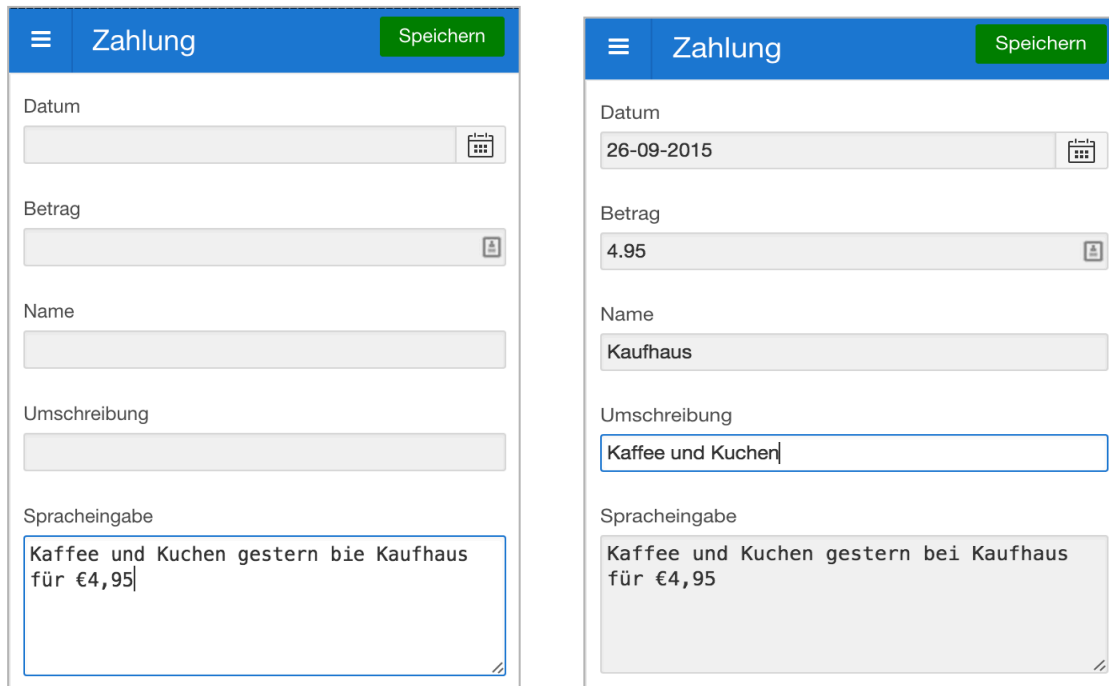 Zahlung
Speichern
Datum
Betrag
Name
Umschreibung
Spracheingabe
Kaffee und Kuchen gestern bie Kaufhaus
für €4,95
Zahlung
Speichern
Datum
26-09-2015
Betrag
4.95
Name
Kaufhaus
Umschreibung
Kaffee und Kuchen
Spracheingabe
Kaffee und Kuchen gestern bei Kaufhaus
für €4,95